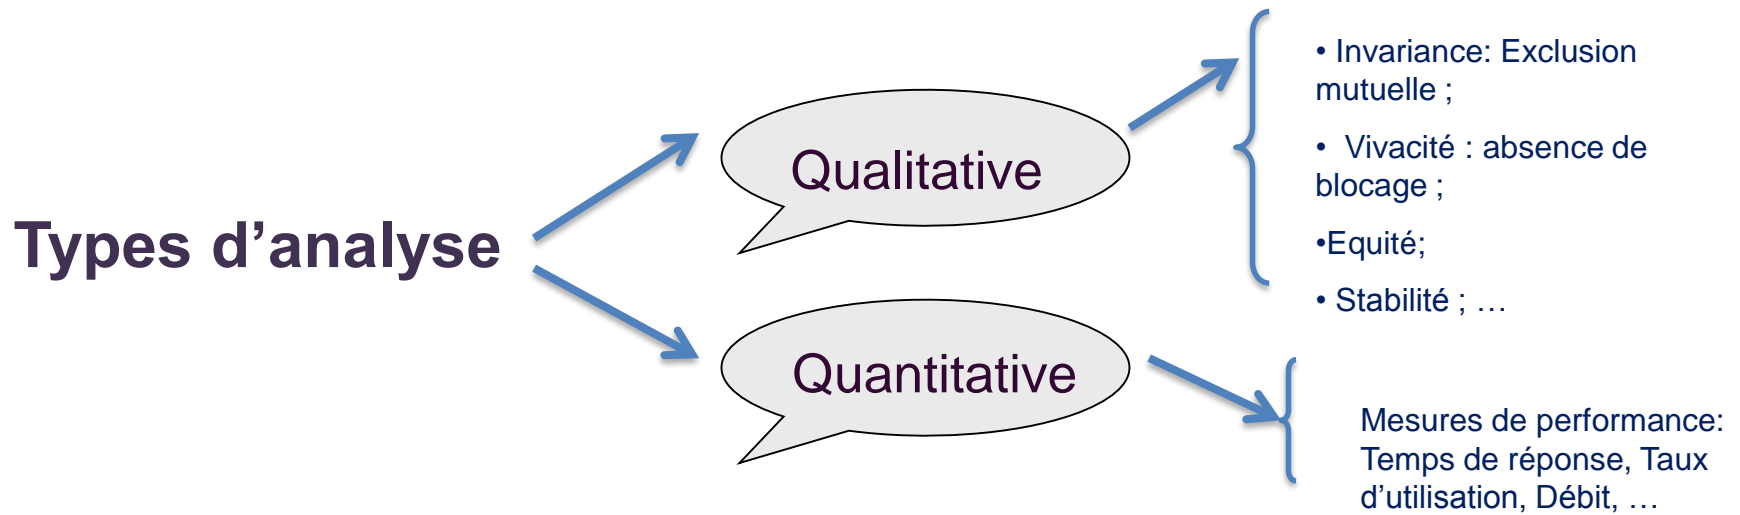 Types d’analyse
Qualitative
• Invariance: Exclusion
mutuelle ;
• Vivacité : absence de
blocage ;
•Equité;
• Stabilité ; …
Quantitative
Mesures de performance:
Temps de réponse, Taux
d’utilisation, Débit, …